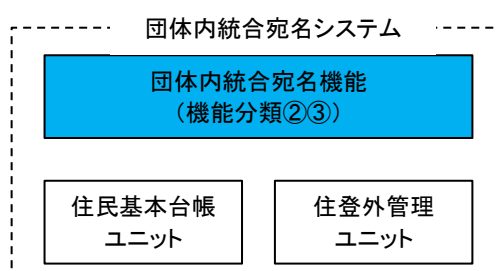 団体内統合宛名システム
団体内統合宛名機能
（機能分類②③）
住民基本台帳
ユニット
住登外管理
ユニット